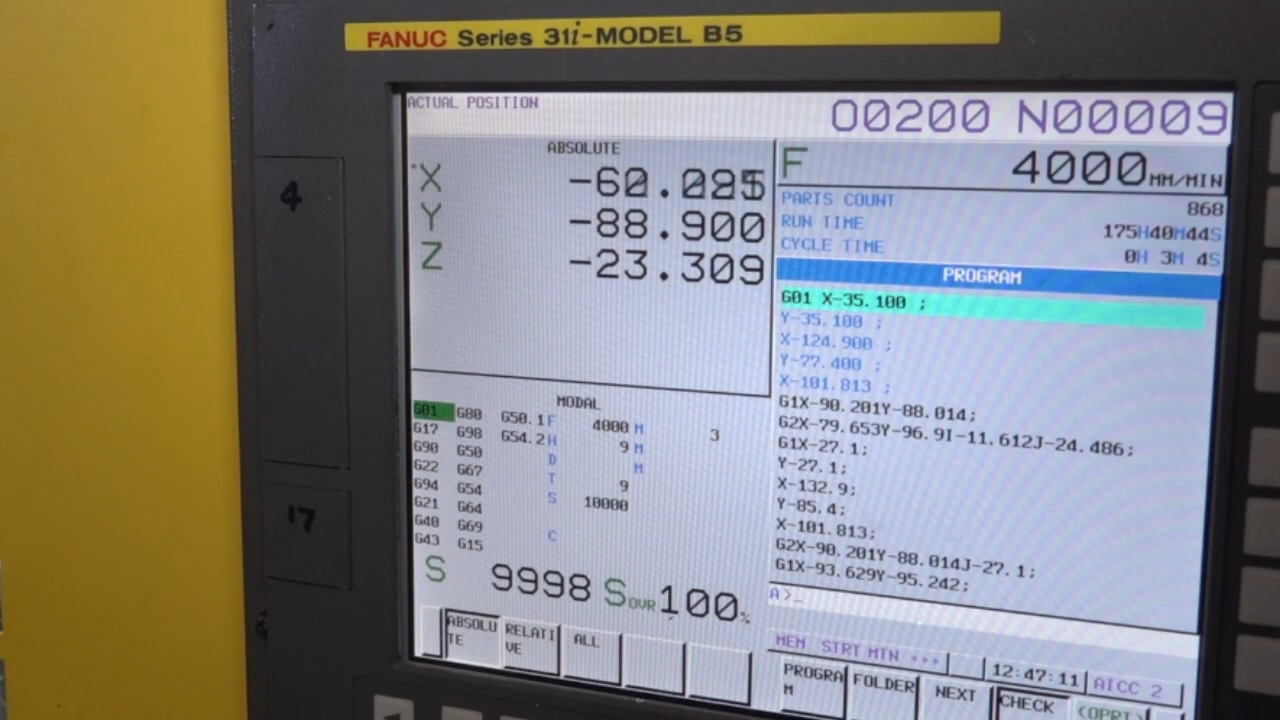 FANUC Series 31i-MODEL B5
ACTUAL POSITION
O00200 N00009
4
17
ABSOLUTE
X
Y -88.900
Z -23.309
F 4000 MM/MIN
PARTS COUNT 868
RUN TIME 175H40M44S
CYCLE TIME 0H 3M 4S
PROGRAM
G01 X-35.100 ;
Y-35.100 ;
X-124.900 ;
Y-77.400 ;
X-101.813 ;
G1X-90.201Y-88.014;
G2X-79.653Y-96.9I-11.612J-24.486;
G1X-27.1;
Y-27.1;
X-132.9;
Y-85.4;
X-101.813;
G2X-90.201Y-88.014J-27.1;
G1X-93.629Y-95.242;
A>_
MODAL
G01 G80 G50.1 F 4000 M 3
G17 G98 G54.2 H 9 M
G90 G50 D M
G22 G67 T 9
G94 G54 S 10000
G21 G64
G40 G69 C
G43 G15
S 9998 SOVR100%
MEM STRT MTN *** 12:47:11 AICC 2
ABSOLUTE
RELATIVE
ALL
PROGRAM
FOLDER
NEXT
CHECK
(OPRT)